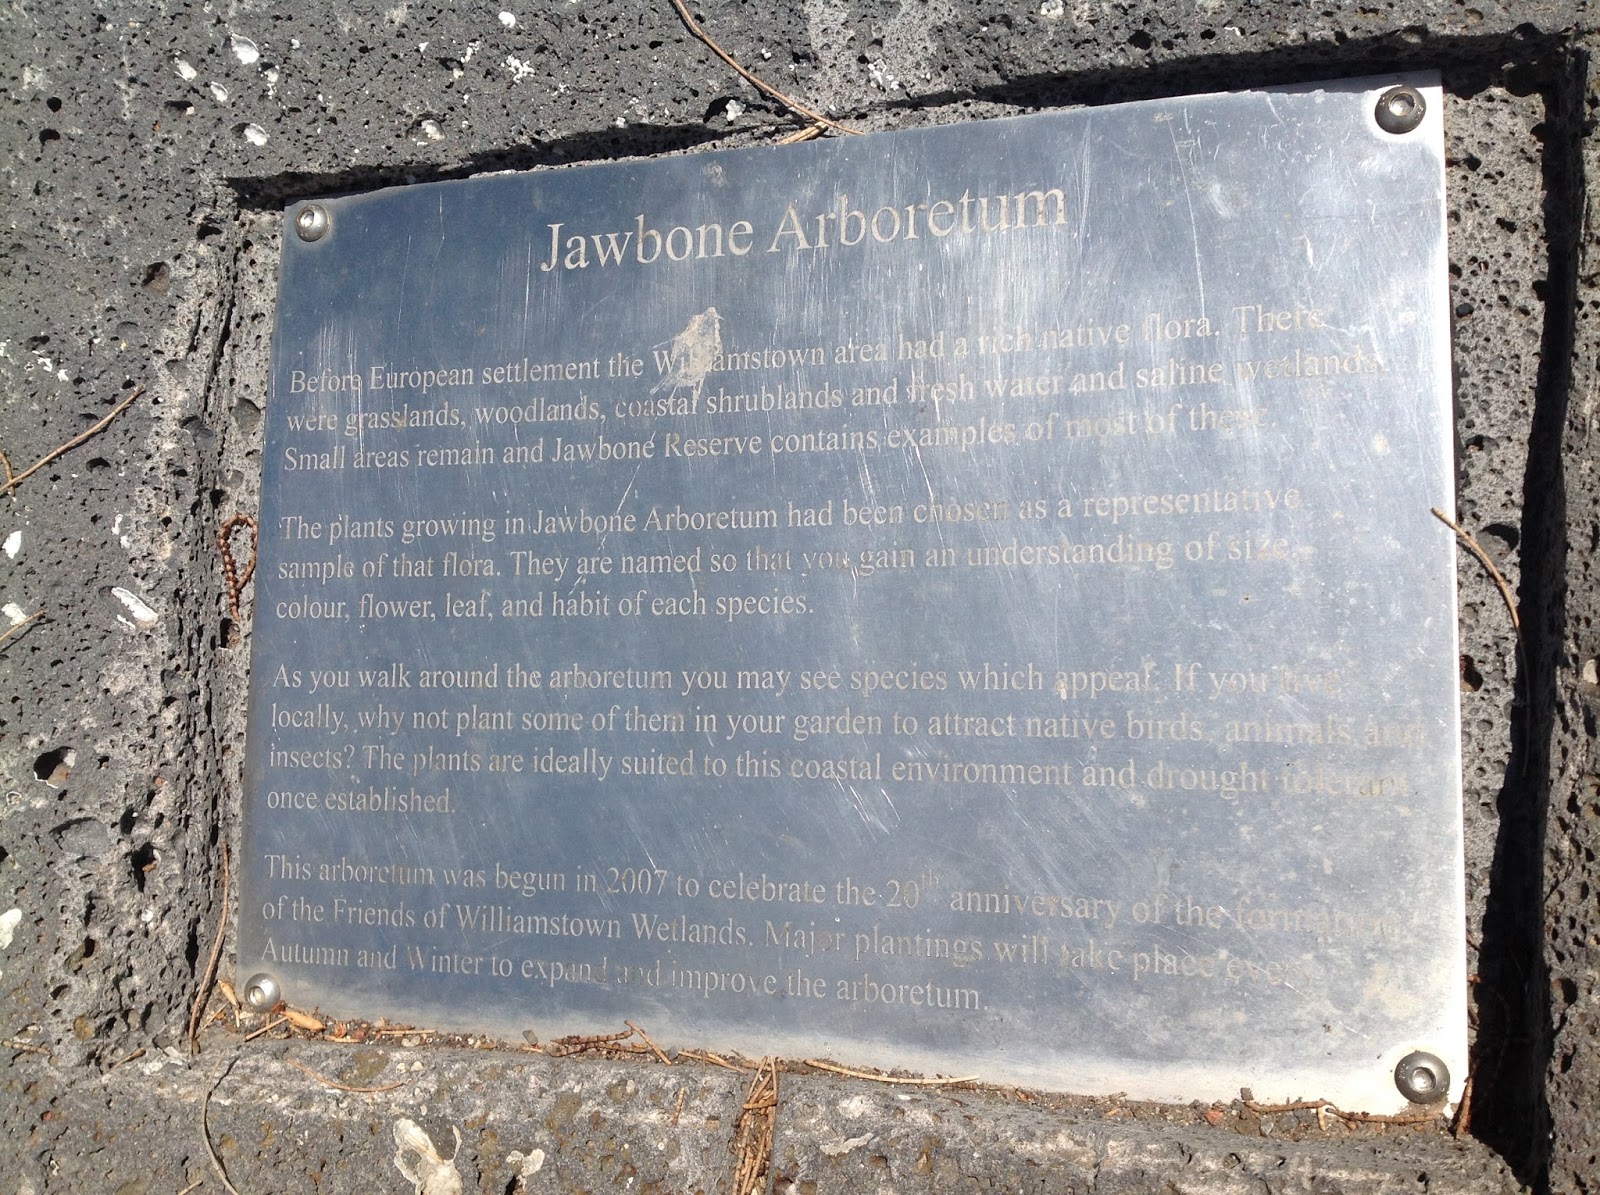 Jawbone Arboretum
Before European settlement the Williamstown area had a rich native flora. There
were grasslands, woodlands, coastal shrublands and fresh water and saline wetlands.
Small areas remain and Jawbone Reserve contains examples of most of these.
The plants growing in Jawbone Arboretum had been chosen as a representative
sample of that flora. They are named so that you gain an understanding of size,
colour, flower, leaf, and habit of each species.
As you walk around the arboretum you may see species which appeal. If you live
locally, why not plant some of them in your garden to attract native birds, animals and
insects? The plants are ideally suited to this coastal environment and drought tolerant
once established.
This arboretum was begun in 2007 to celebrate the 20th anniversary of the formation
of the Friends of Williamstown Wetlands. Major plantings will take place every
Autumn and Winter to expand and improve the arboretum.